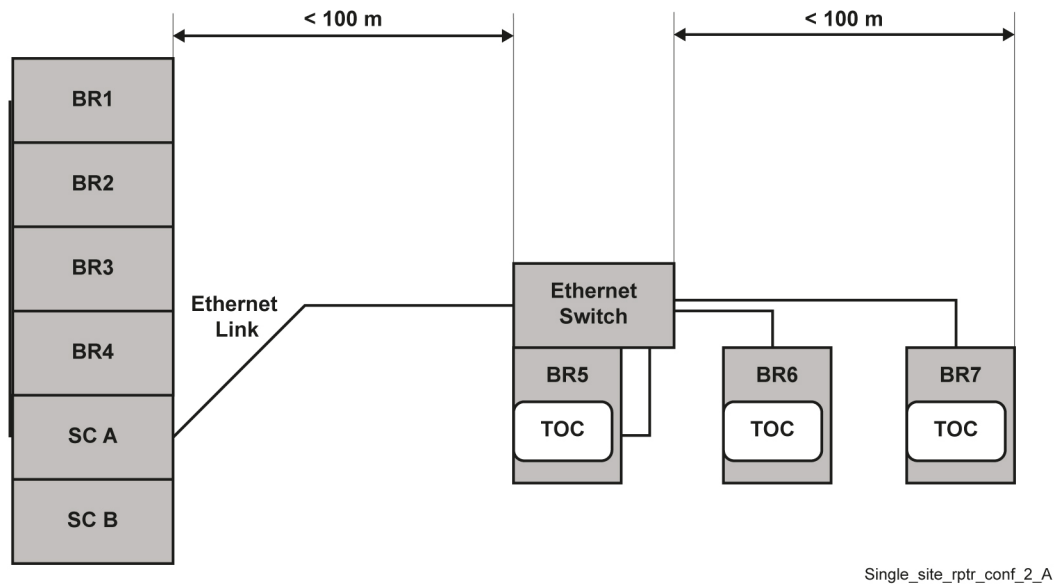 < 100 m
< 100 m
BR1
BR2
BR3
BR4
SC A
SC B
Ethernet
Link
Ethernet
Switch
BR5
TOC
BR6
TOC
BR7
TOC
Single_site_rptr_conf_2_A